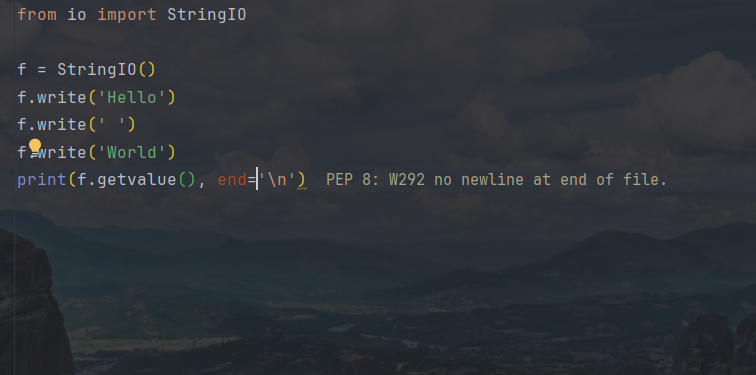 from io import StringIO
f = StringIO()
f.write('Hello')
f.write(' ')
f.write('World')
print(f.getvalue(), end='\n') PEP 8: W292 no newline at end of file.